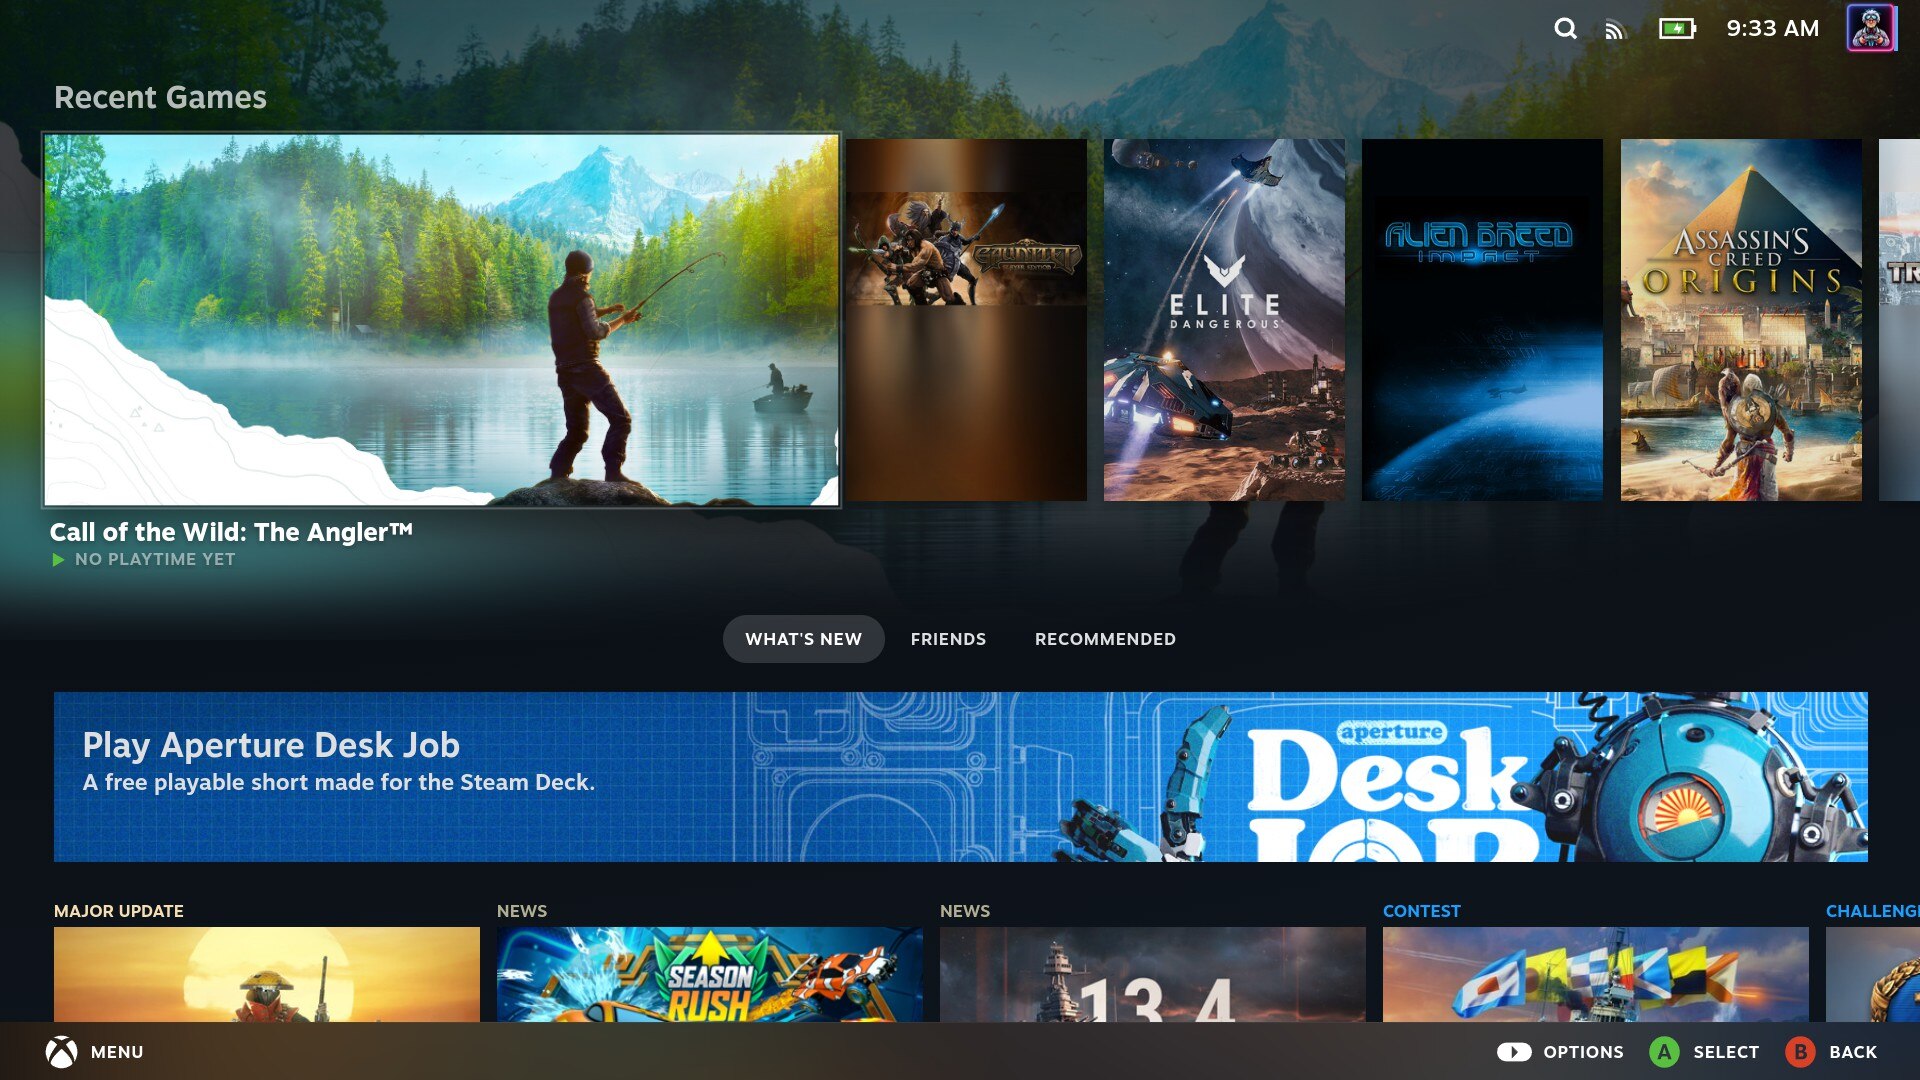 9:33 AM
Recent Games
GAUNTLET
SLAYER EDITION
ELITE
DANGEROUS
ALIEN BREED
IMPACT
ASSASSIN'S
CREED
ORIGINS
TR
Call of the Wild: The Angler™
NO PLAYTIME YET
WHAT'S NEW
FRIENDS
RECOMMENDED
Play Aperture Desk Job
A free playable short made for the Steam Deck.
aperture
Desk
JOB
MAJOR UPDATE
NEWS
NEWS
CONTEST
CHALLENG
SEASON
RUSH
13.4
MENU
OPTIONS
A SELECT
B BACK